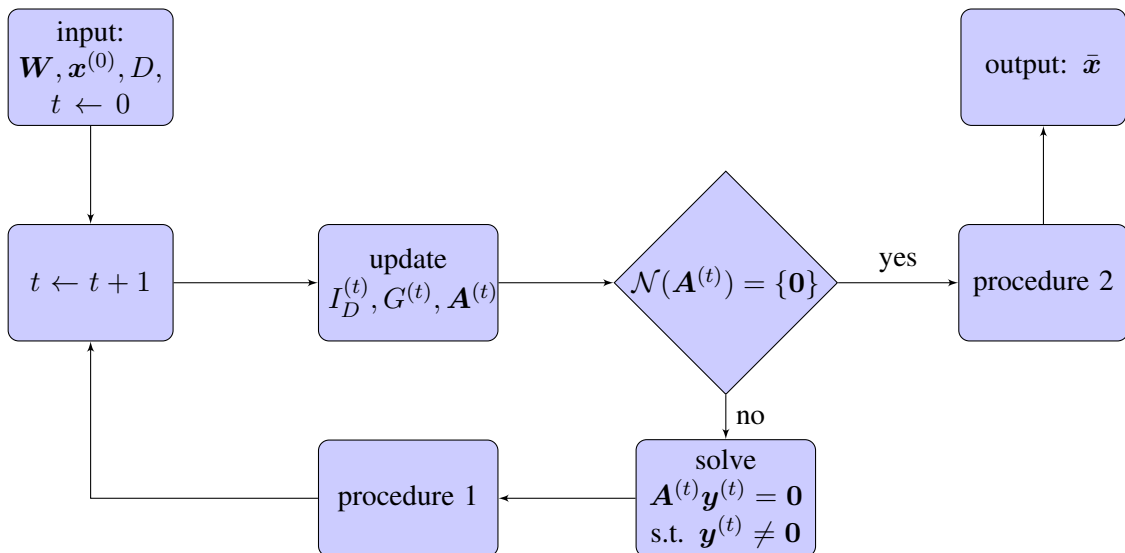 input:
𝑾, 𝒙⁽⁰⁾, D,
t ← 0
output: 𝒙̄
t ← t + 1
update
I_D^{(t)}, G^{(t)}, 𝑨^{(t)}
𝒩(𝑨^{(t)}) = {𝟎}
yes
procedure 2
no
procedure 1
solve
𝑨^{(t)}𝒚^{(t)} = 𝟎
s.t. 𝒚^{(t)} ≠ 𝟎